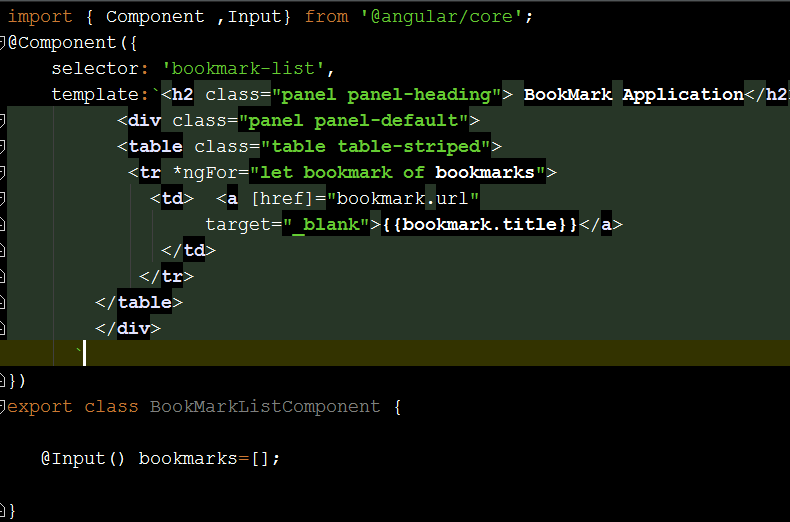 import { Component ,Input} from '@angular/core';
@Component({
selector: 'bookmark-list',
template:`<h2 class="panel panel-heading"> BookMark Application</h2
<div class="panel panel-default">
<table class="table table-striped">
<tr *ngFor="let bookmark of bookmarks">
<td>  <a [href]="bookmark.url"
target="_blank">{{bookmark.title}}</a>
</td>
</tr>
</table>
</div>
`
})
export class BookMarkListComponent {
@Input() bookmarks=[];
}